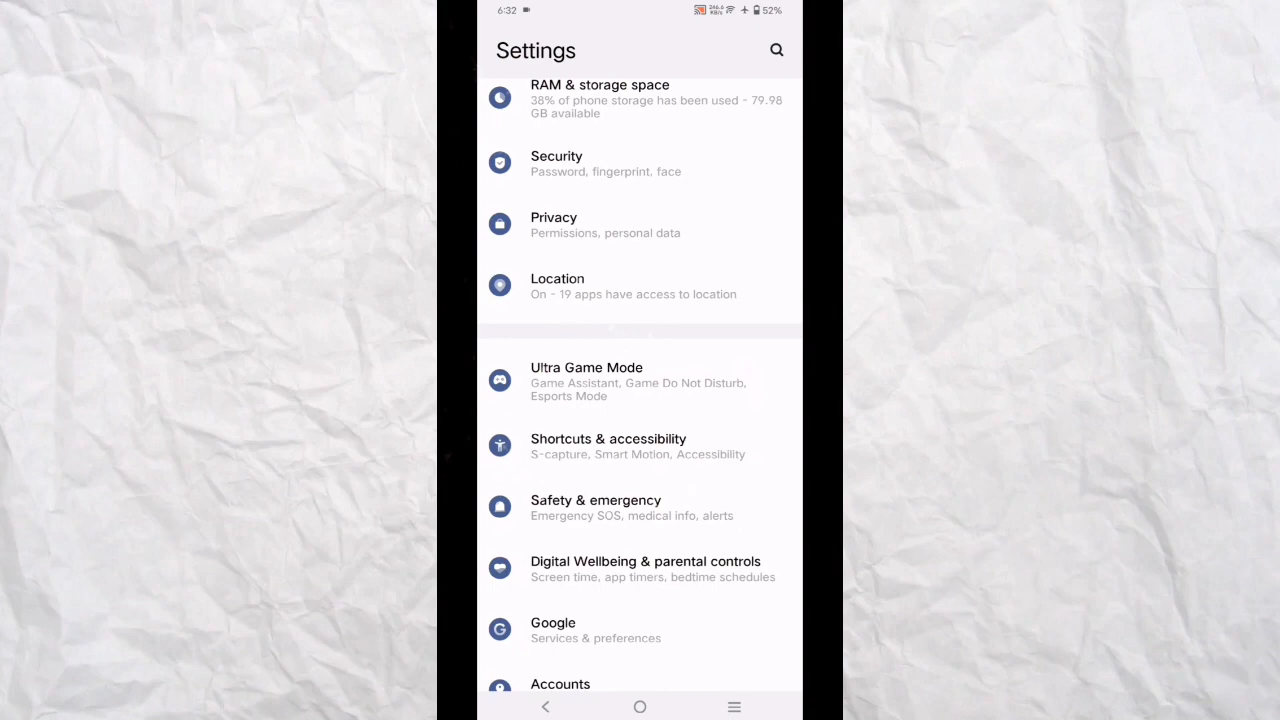 6:32 52%
Settings
RAM & storage space
38% of phone storage has been used - 79.98
GB available
Security
Password, fingerprint, face
Privacy
Permissions, personal data
Location
On - 19 apps have access to location
Ultra Game Mode
Game Assistant, Game Do Not Disturb,
Esports Mode
Shortcuts & accessibility
S-capture, Smart Motion, Accessibility
Safety & emergency
Emergency SOS, medical info, alerts
Digital Wellbeing & parental controls
Screen time, app timers, bedtime schedules
Google
Services & preferences
Accounts